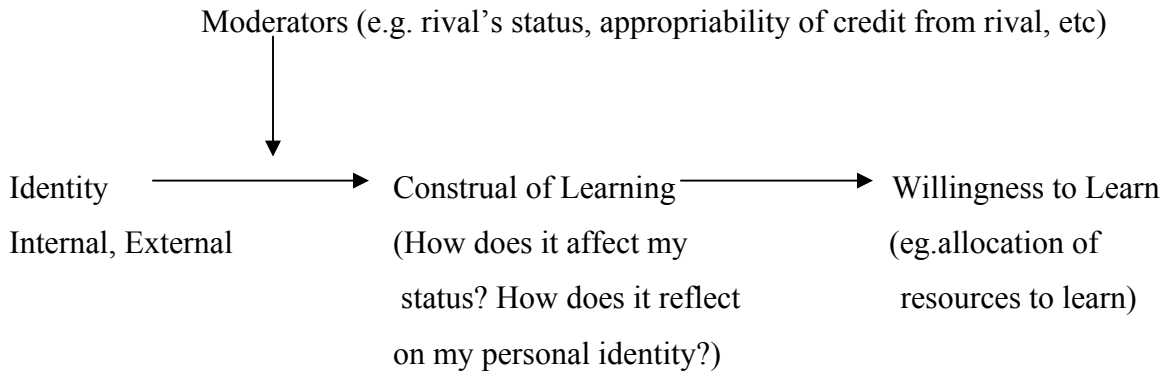 Moderators (e.g. rival’s status, appropriability of credit from rival, etc)
Identity
Internal, External
Construal of Learning
(How does it affect my
status? How does it reflect
on my personal identity?)
Willingness to Learn
(eg.allocation of
resources to learn)